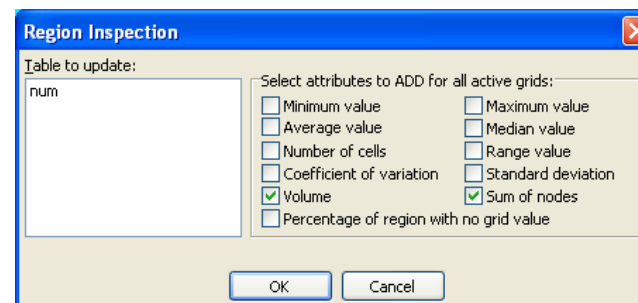 Region Inspection
Table to update:
num
Select attributes to ADD for all active grids:
Minimum value
Maximum value
Average value
Median value
Number of cells
Range value
Coefficient of variation
Standard deviation
Volume
Sum of nodes
Percentage of region with no grid value
OK
Cancel